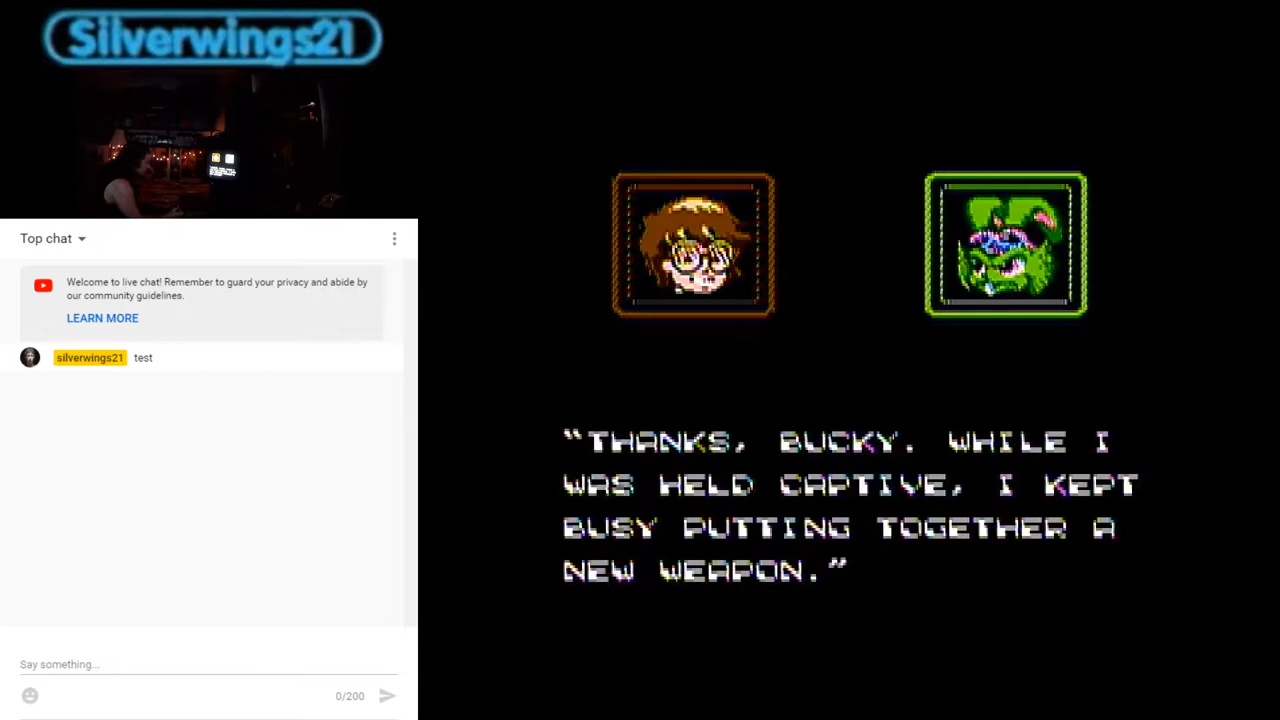 Silverwings21
Top chat
Welcome to live chat! Remember to guard your privacy and abide by
our community guidelines.
LEARN MORE
silverwings21 test
Say something...
0/200
“THANKS, BUCKY. WHILE I
WAS HELD CAPTIVE, I KEPT
BUSY PUTTING TOGETHER A
NEW WEAPON.”